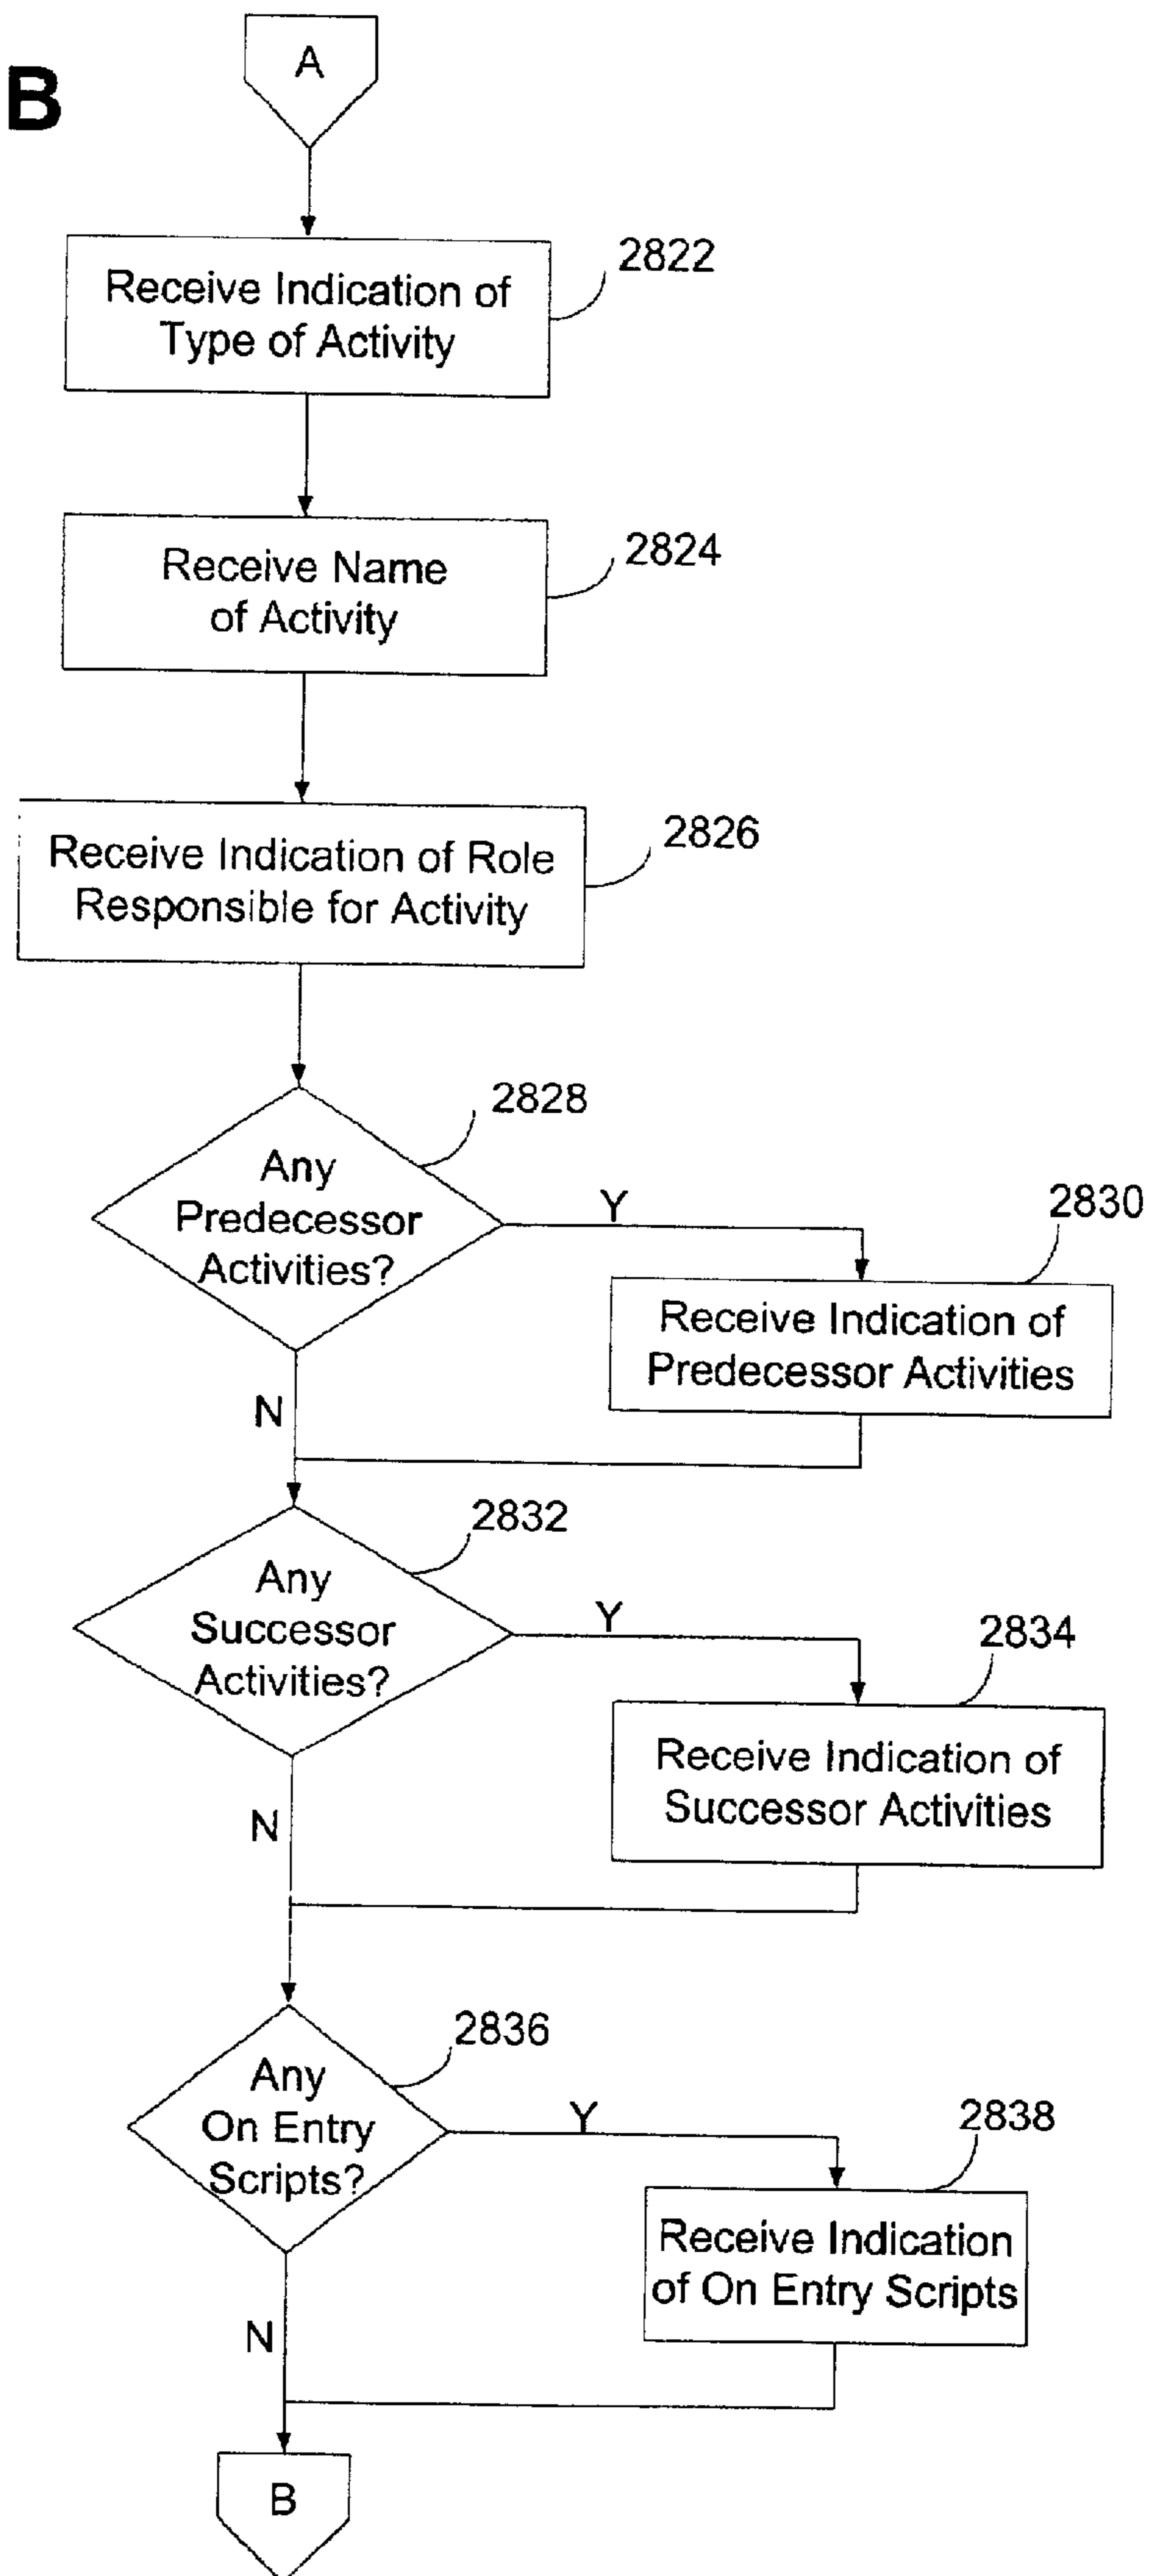 B
A
2822
Receive Indication of
Type of Activity
2824
Receive Name
of Activity
2826
Receive Indication of Role
Responsible for Activity
2828
Any
Predecessor
Activities?
Y
2830
Receive Indication of
Predecessor Activities
N
2832
Any
Successor
Activities?
Y
2834
Receive Indication of
Successor Activities
N
2836
Any
On Entry
Scripts?
Y
2838
Receive Indication
of On Entry Scripts
N
B